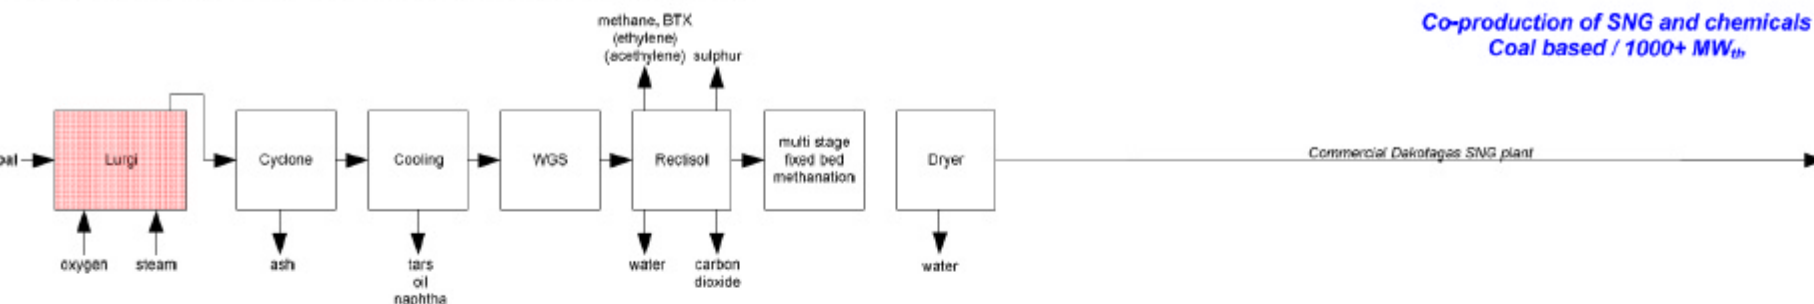 methane, BTX
(ethylene)
(acethylene) sulphur
Co-production of SNG and chemicals
Coal based / 1000+ MWth
oal
Lurgi
Cyclone
Cooling
WGS
Rectisol
multi stage
fixed bed
methanation
Dryer
Commercial Dakotagas SNG plant
oxygen
steam
ash
tars
oil
naphtha
water
carbon
dioxide
water